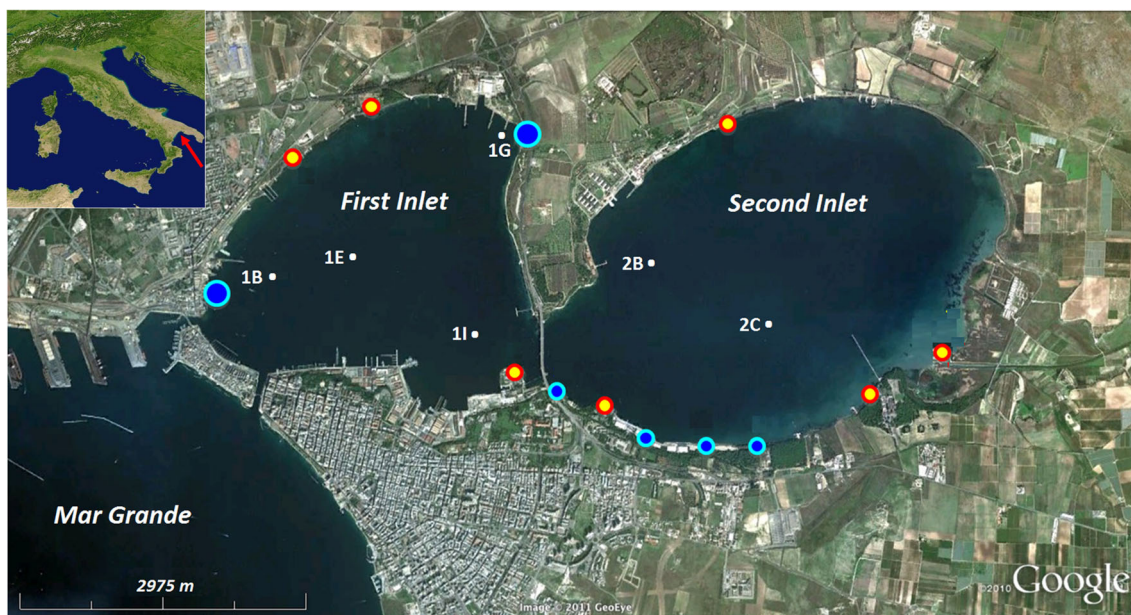 1G
First Inlet
Second Inlet
1E
2B
1B
1I
2C
Mar Grande
2975 m
©2010 Google
Image © 2011 GeoEye